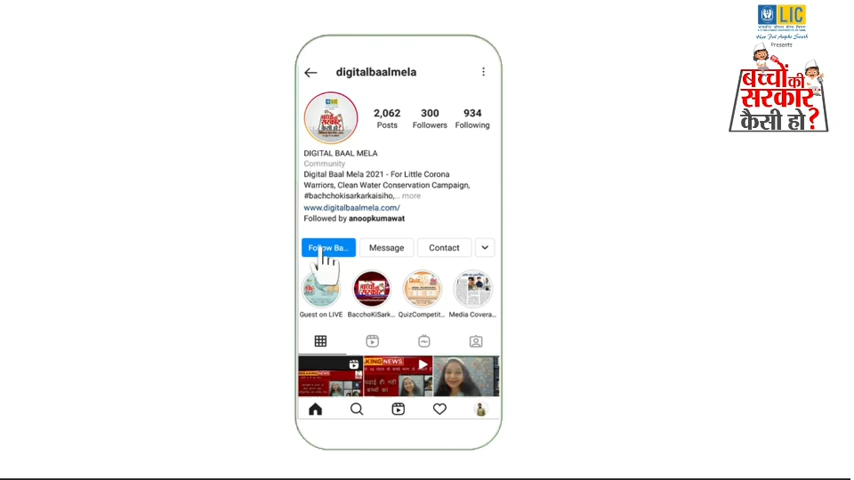 LIC
Presents
बच्चों की
सरकार
कैसी हो ?
digitalbaalmela
2,062
300
934
Posts
Followers
Following
DIGITAL BAAL MELA
Community
Digital Baal Mela 2021 - For Little Corona
Warriors, Clean Water Conservation Campaign,
#bachchokisarkarkaisiho,... more
www.digitalbaalmela.com/
Followed by anoopkumawat
Follow Ba...
Message
Contact
Guest on LIVE
BacchoKiSark...
QuizCompetit...
Media Covera...